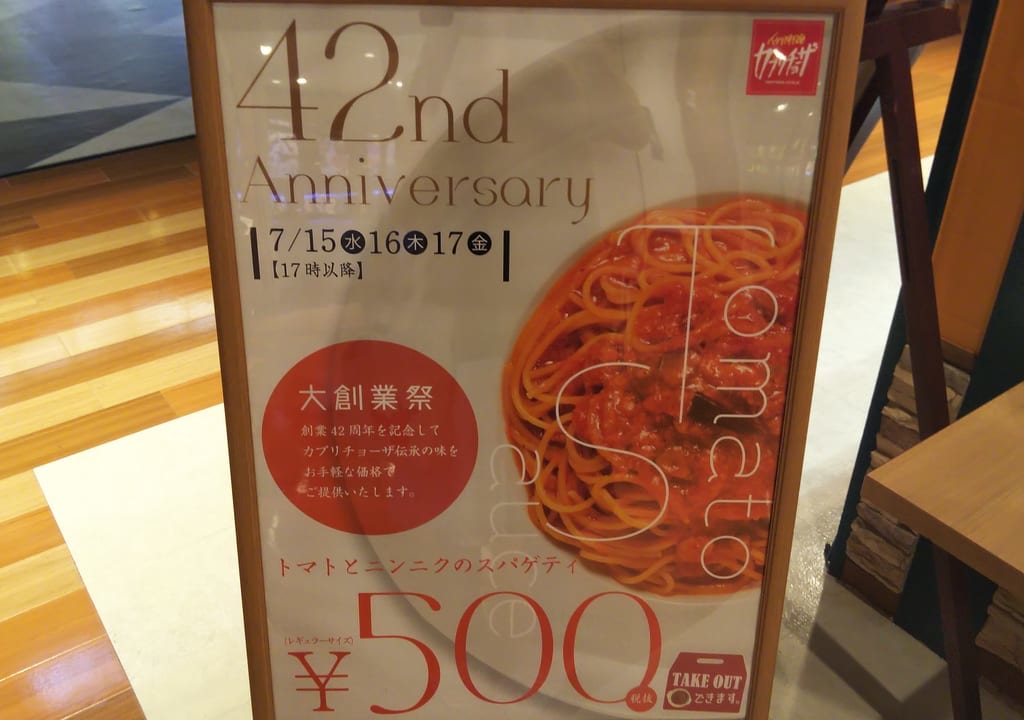 42nd
カプリチョーザ
Anniversary
7/15水16木17金
【17時以降】
Tomato
Sauce
大創業祭
創業42周年を記念して
カプリチョーザ伝承の味を
お手軽な価格で
ご提供いたします。
トマトとニンニクのスパゲティ
(レギュラーサイズ)
¥500
税抜
TAKE OUT
できます。